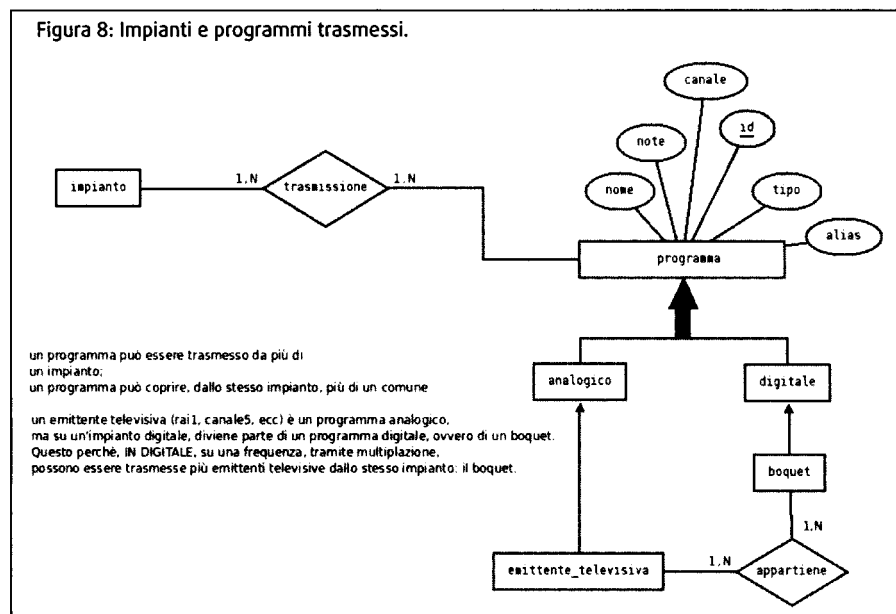 Figura 8: Impianti e programmi trasmessi.
canale
id
note
nome
tipo
alias
impianto
1,N
trasmissione
1,N
programma
un programma può essere trasmesso da più di
un impianto;
un programma può coprire, dallo stesso impianto, più di un comune
analogico
digitale
un emittente televisiva (rai1, canale5, ecc) è un programma analogico,
ma su un'impianto digitale, diviene parte di un programma digitale, ovvero di un boquet.
Questo perchè, IN DIGITALE, su una frequenza, tramite multiplazione,
possono essere trasmesse più emittenti televisive dallo stesso impianto: il boquet.
boquet
1,N
emittente_televisiva
1,N
appartiene